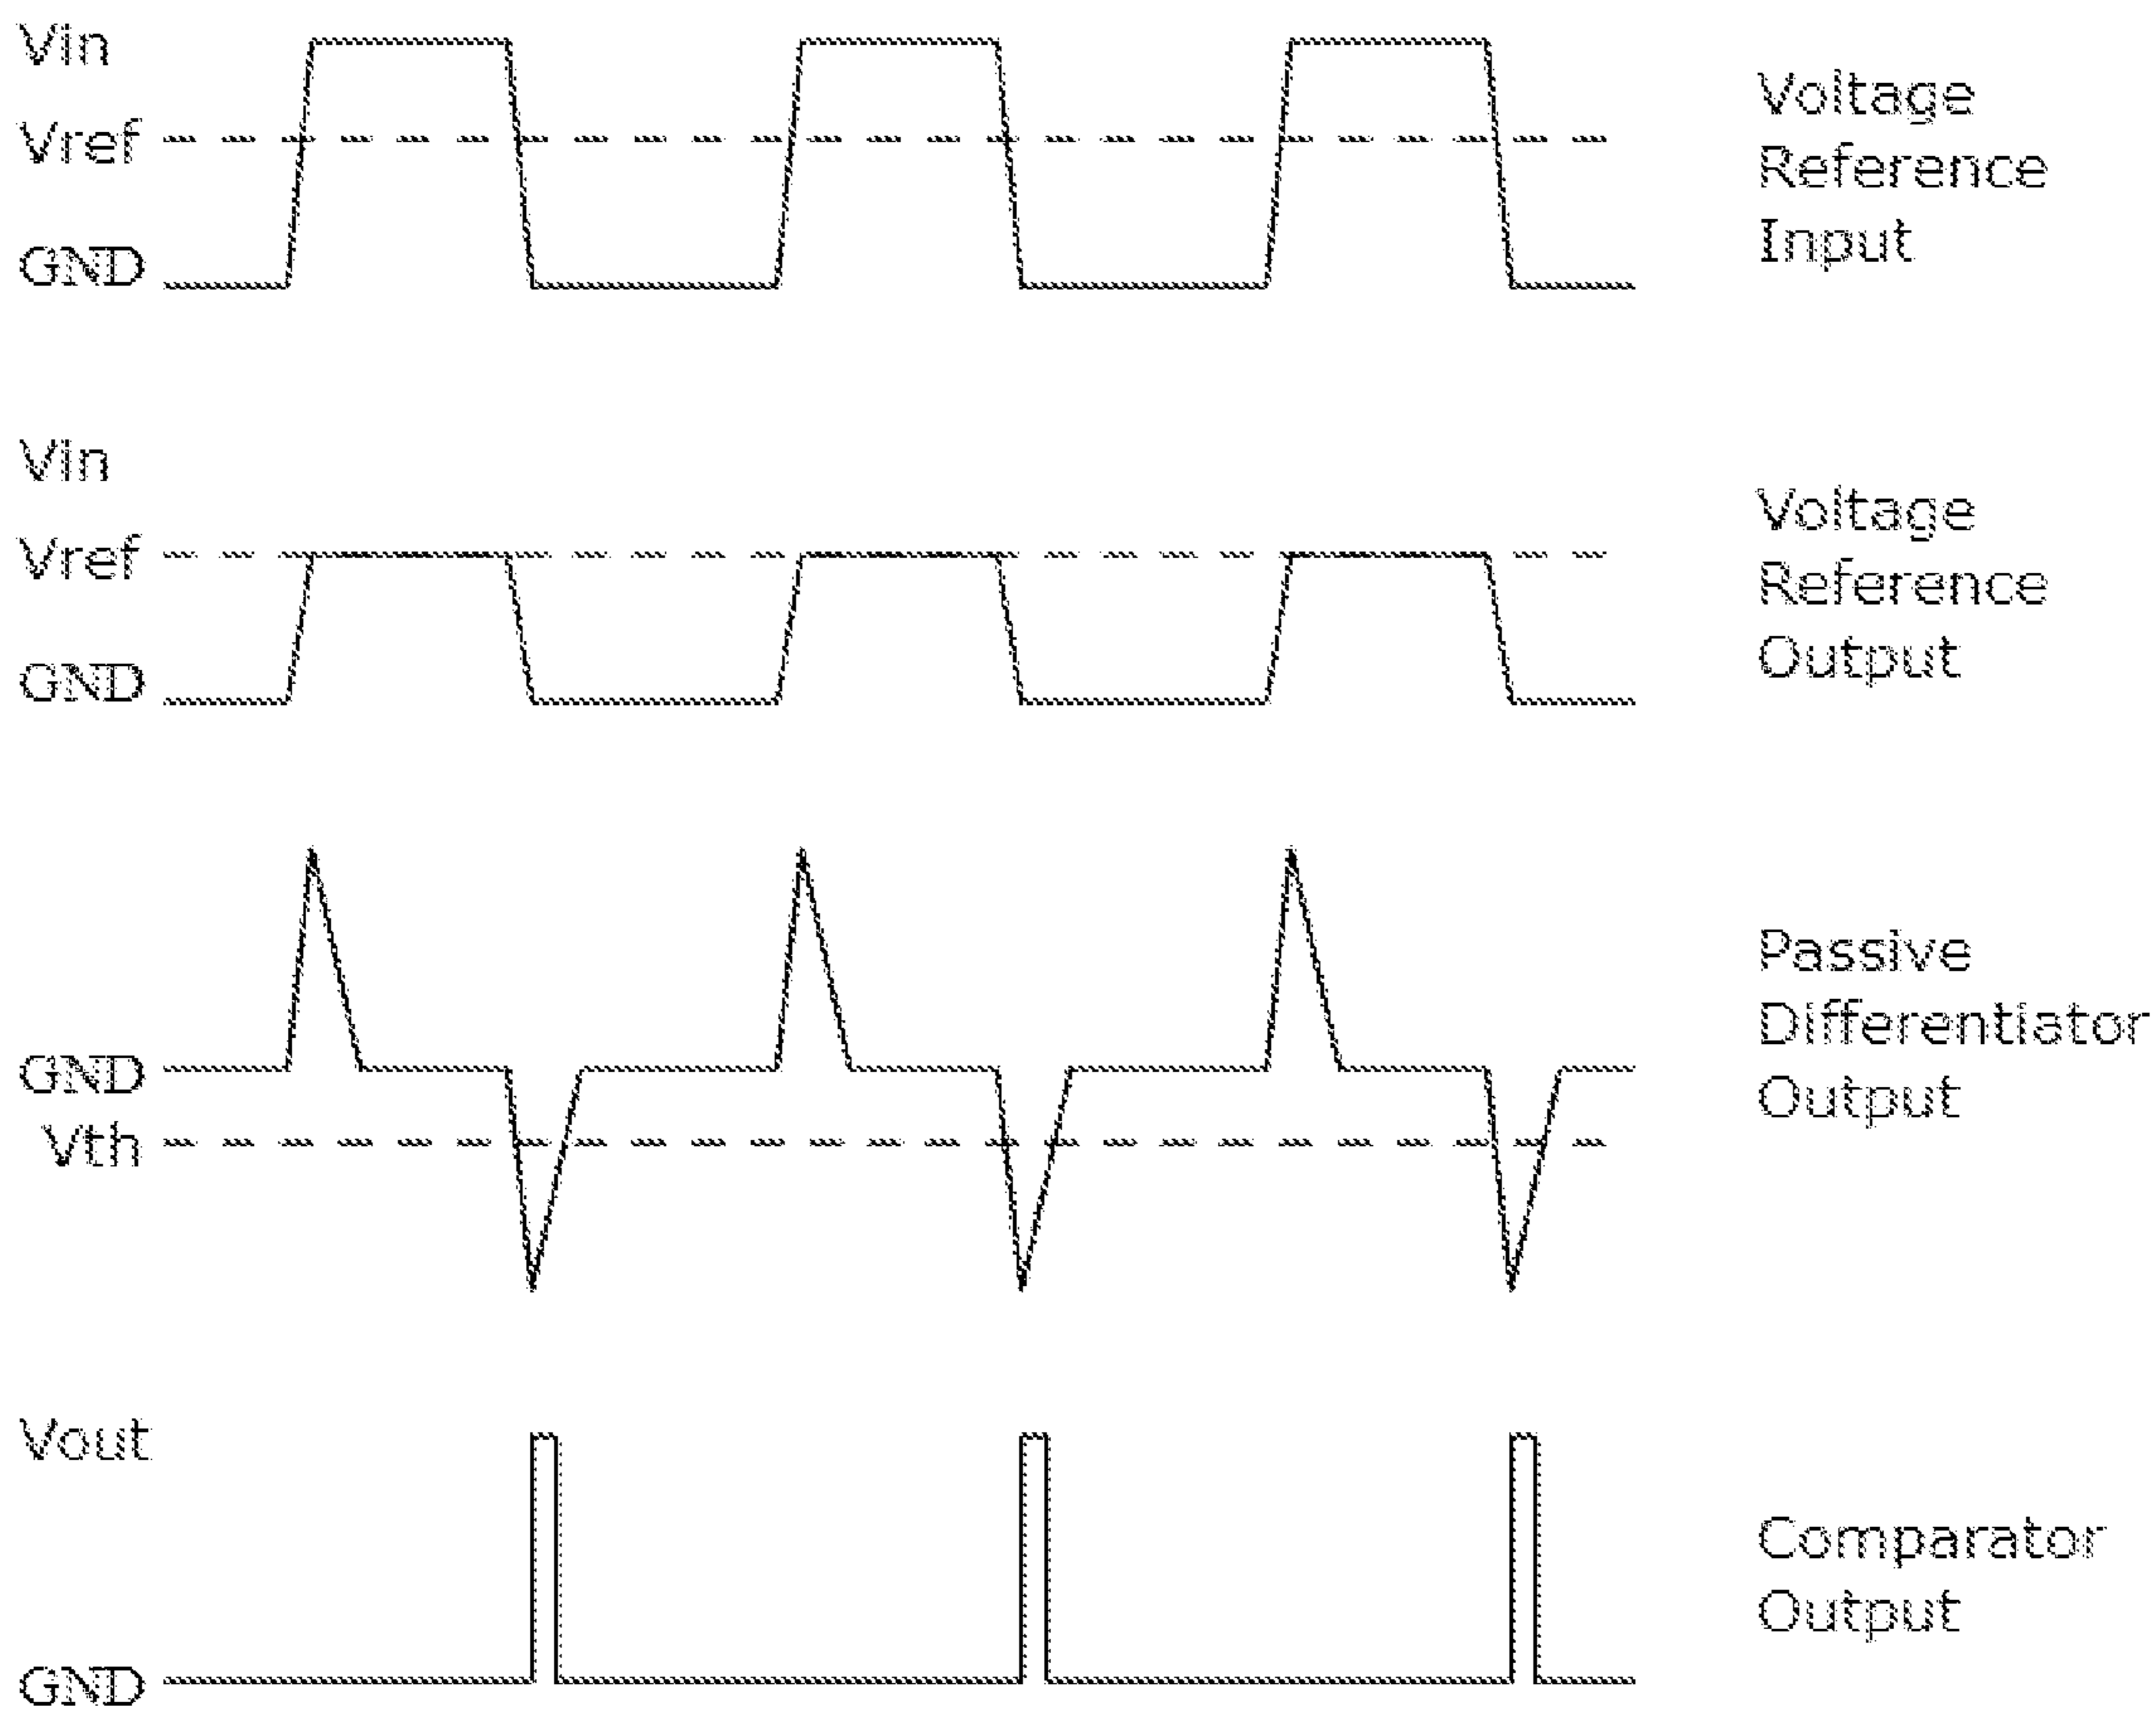 Vin
Vref
GND
Voltage
Reference
Input
Vin
Vref
GND
Voltage
Reference
Output
GND
Vth
Passive
Differentiator
Output
Vout
GND
Comparator
Output